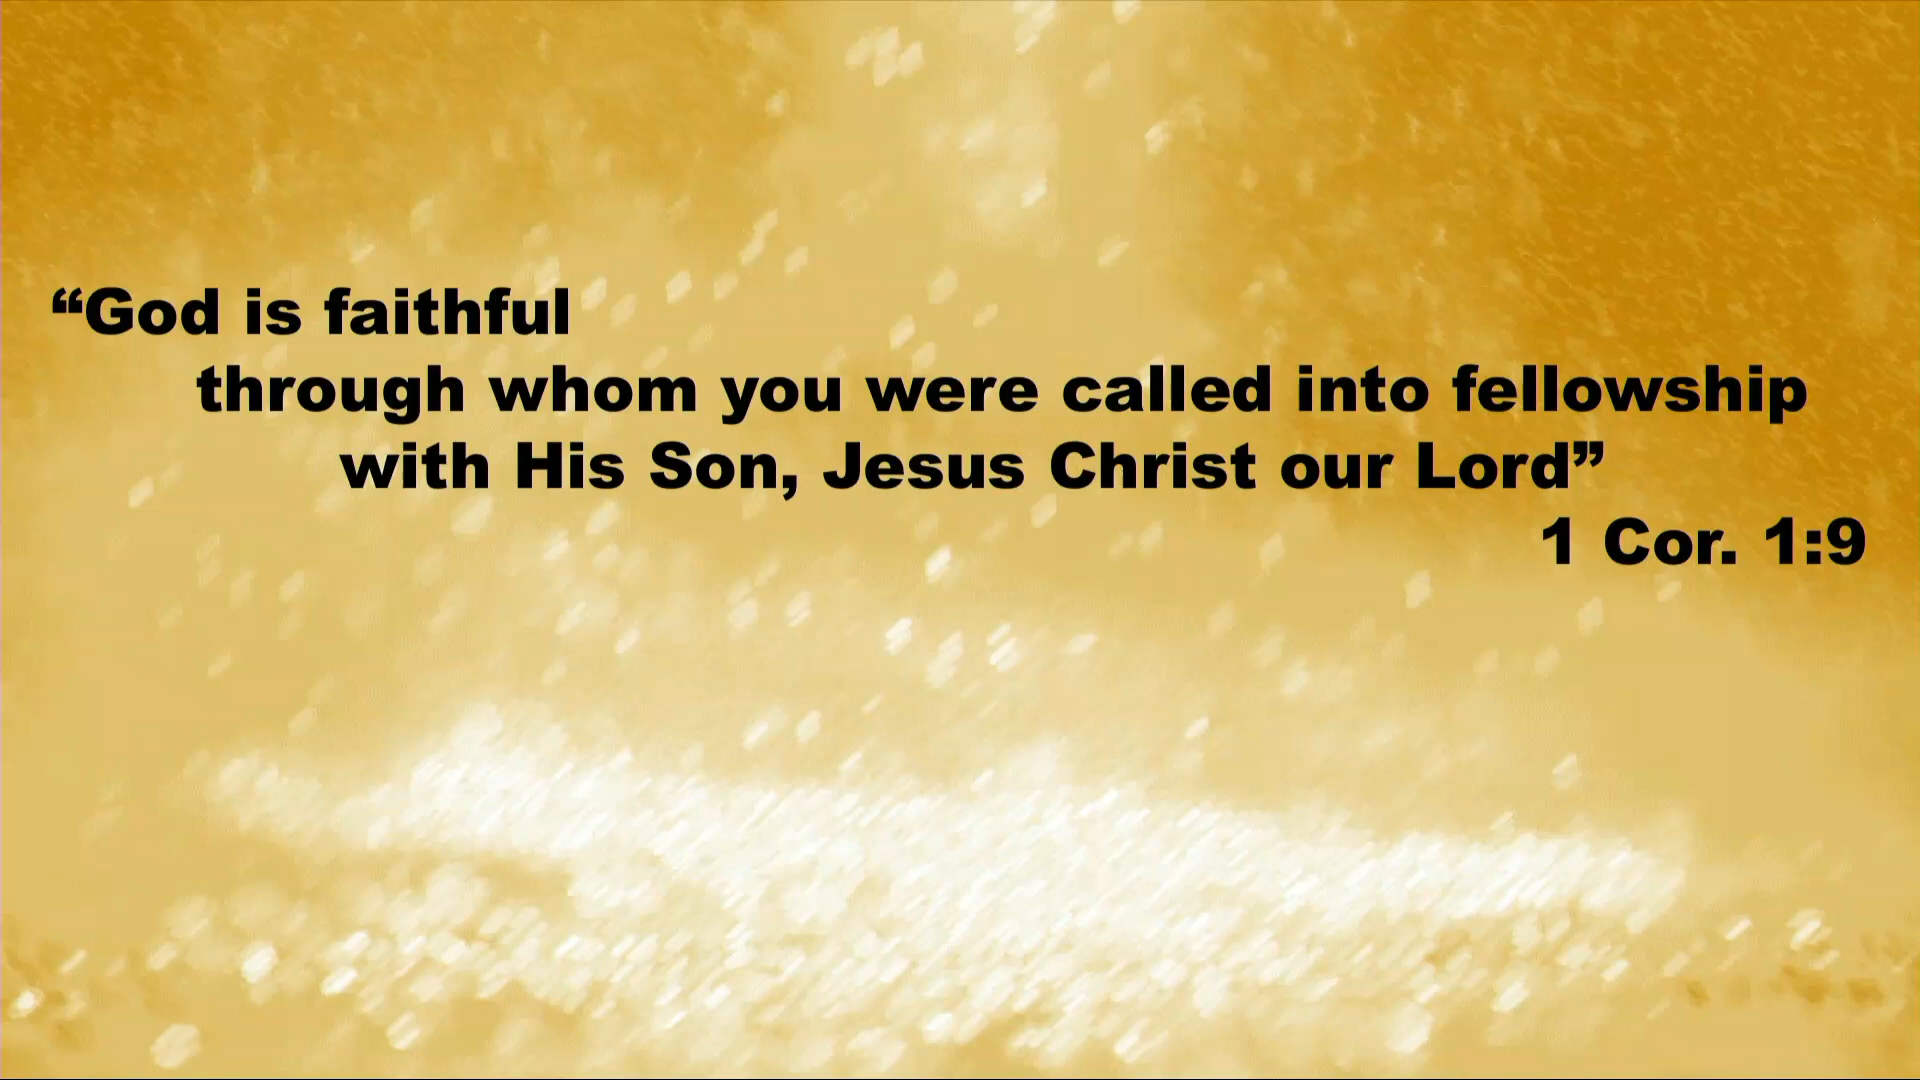 “God is faithful
through whom you were called into fellowship
with His Son, Jesus Christ our Lord”
1 Cor. 1:9